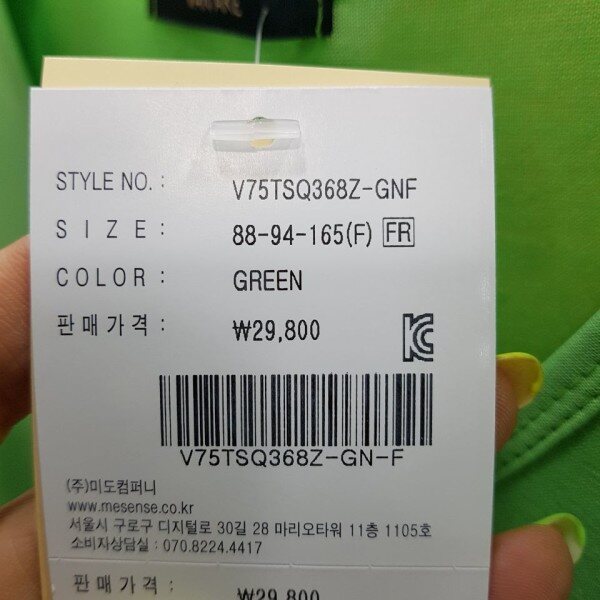 STYLE NO. : V75TSQ368Z-GNF
SIZE : 88-94-165(F) FR
COLOR : GREEN
판매가격 : ₩29,800
V75TSQ368Z-GN-F
(주)미도컴퍼니
www.mesense.co.kr
서울시 구로구 디지털로 30길 28 마리오타워 11층 1105호
소비자상담실 : 070.8224.4417
판매가격 : ₩29,800